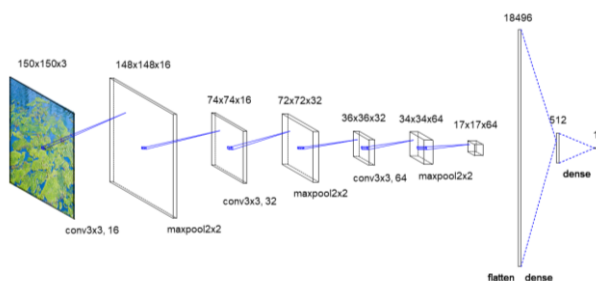 18496
150x150x3
148x148x16
74x74x16
72x72x32
36x36x32
34x34x64
17x17x64
512
1
conv3x3, 16
maxpool2x2
conv3x3, 32
maxpool2x2
conv3x3, 64
maxpool2x2
dense
flatten
dense